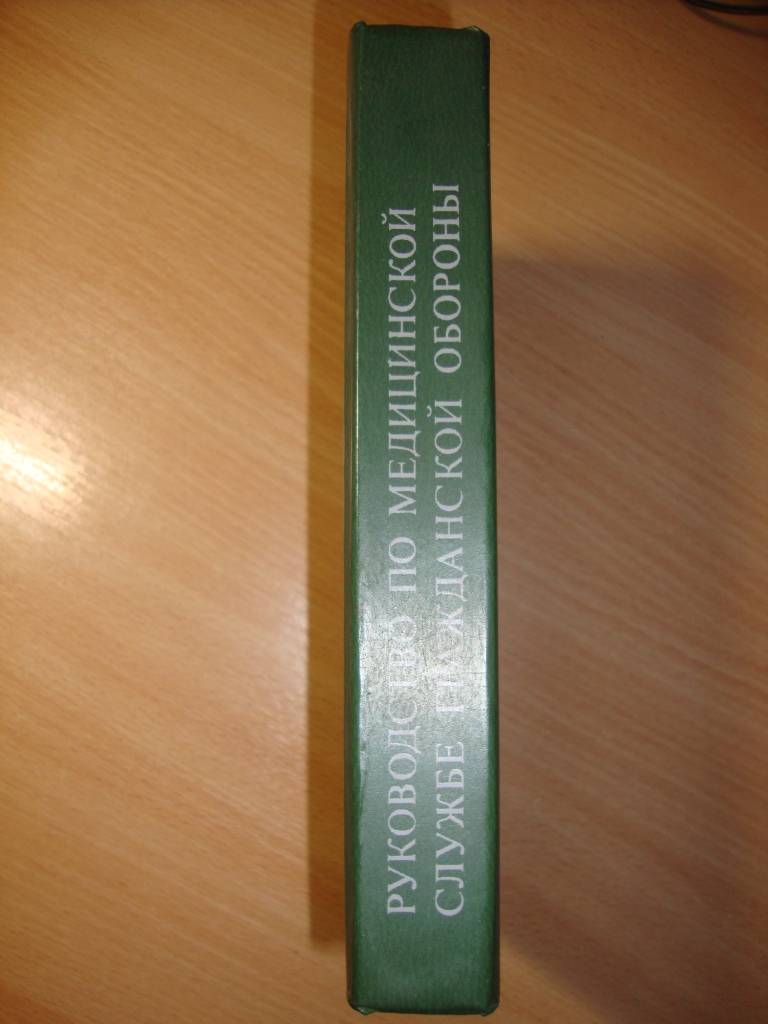 РУКОВОДСТВО ПО МЕДИЦИНСКОЙ
СЛУЖБЕ ГРАЖДАНСКОЙ ОБОРОНЫ